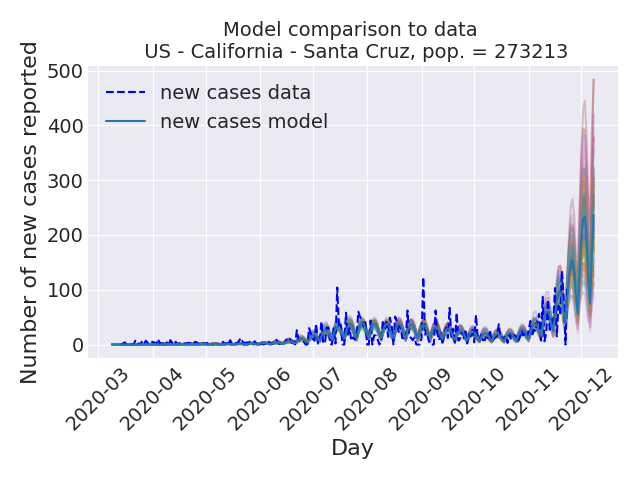 Model comparison to data
US - California - Santa Cruz, pop. = 273213
Number of new cases reported
500
400
300
200
100
0
new cases data
new cases model
2020-03
2020-04
2020-05
2020-06
2020-07
2020-08
2020-09
2020-10
2020-11
2020-12
Day